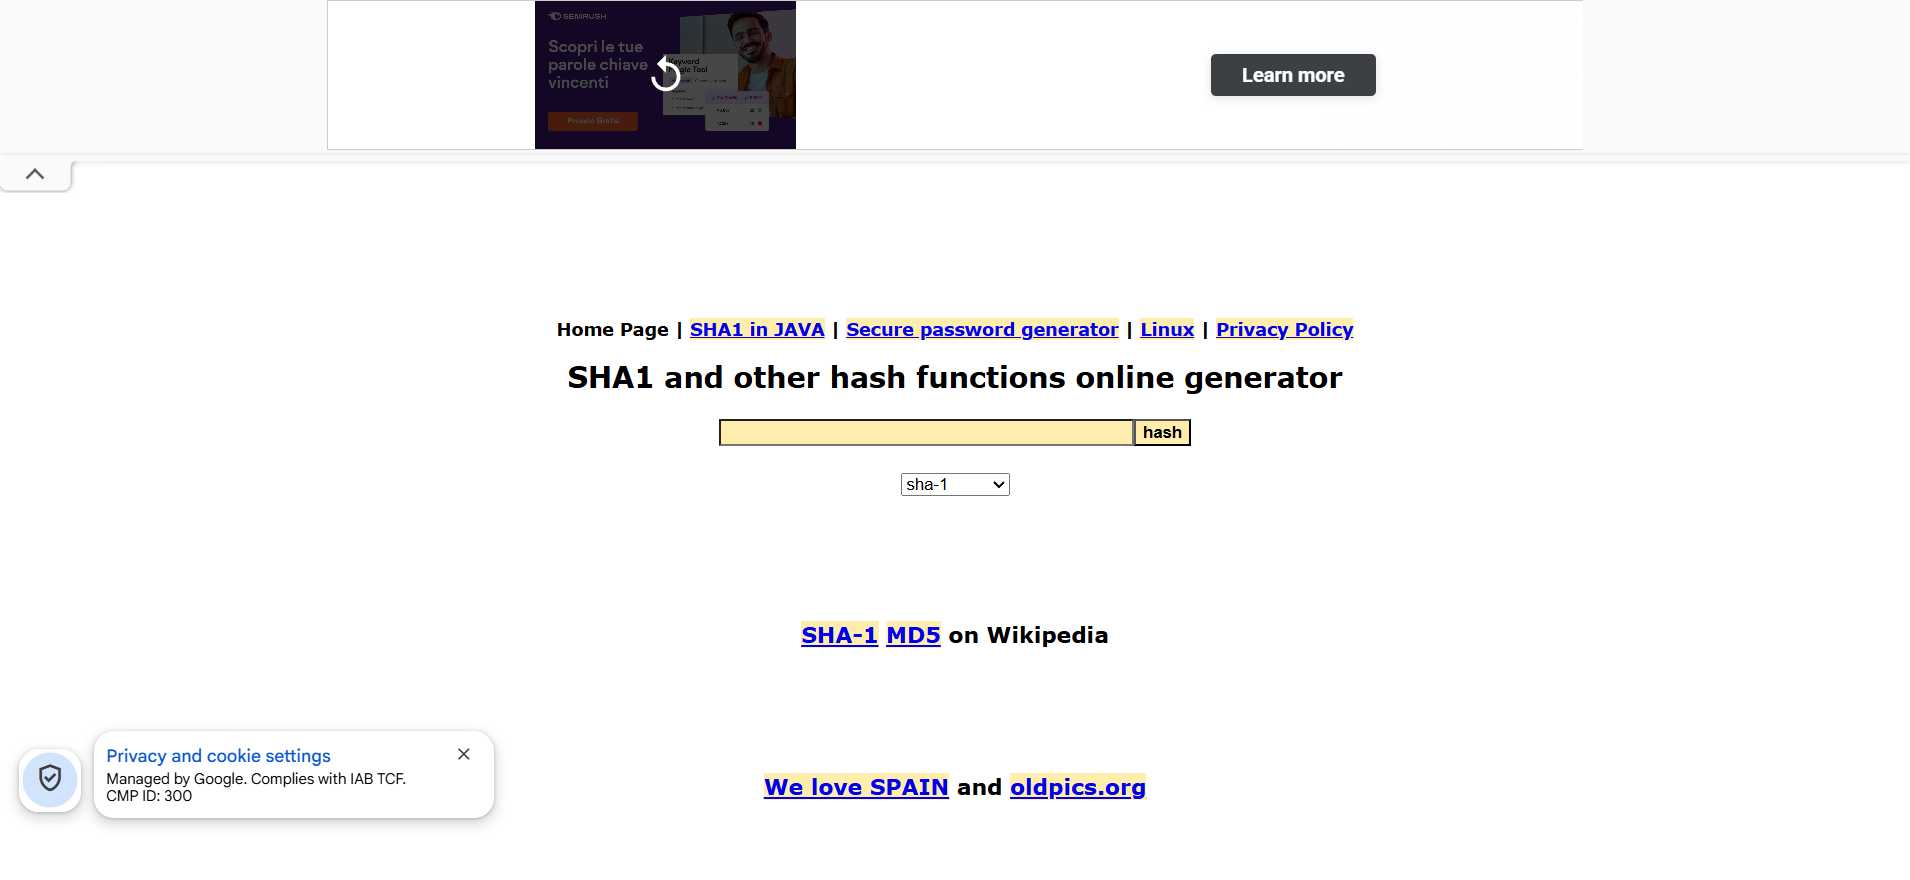 SEMRUSH
Scopri le tue
parole chiave
vincenti
Keyword
Tool
Provalo Gratis
Learn more
Home Page | SHA1 in JAVA | Secure password generator | Linux | Privacy Policy
SHA1 and other hash functions online generator
hash
sha-1
SHA-1 MD5 on Wikipedia
Privacy and cookie settings
Managed by Google. Complies with IAB TCF.
CMP ID: 300
We love SPAIN and oldpics.org